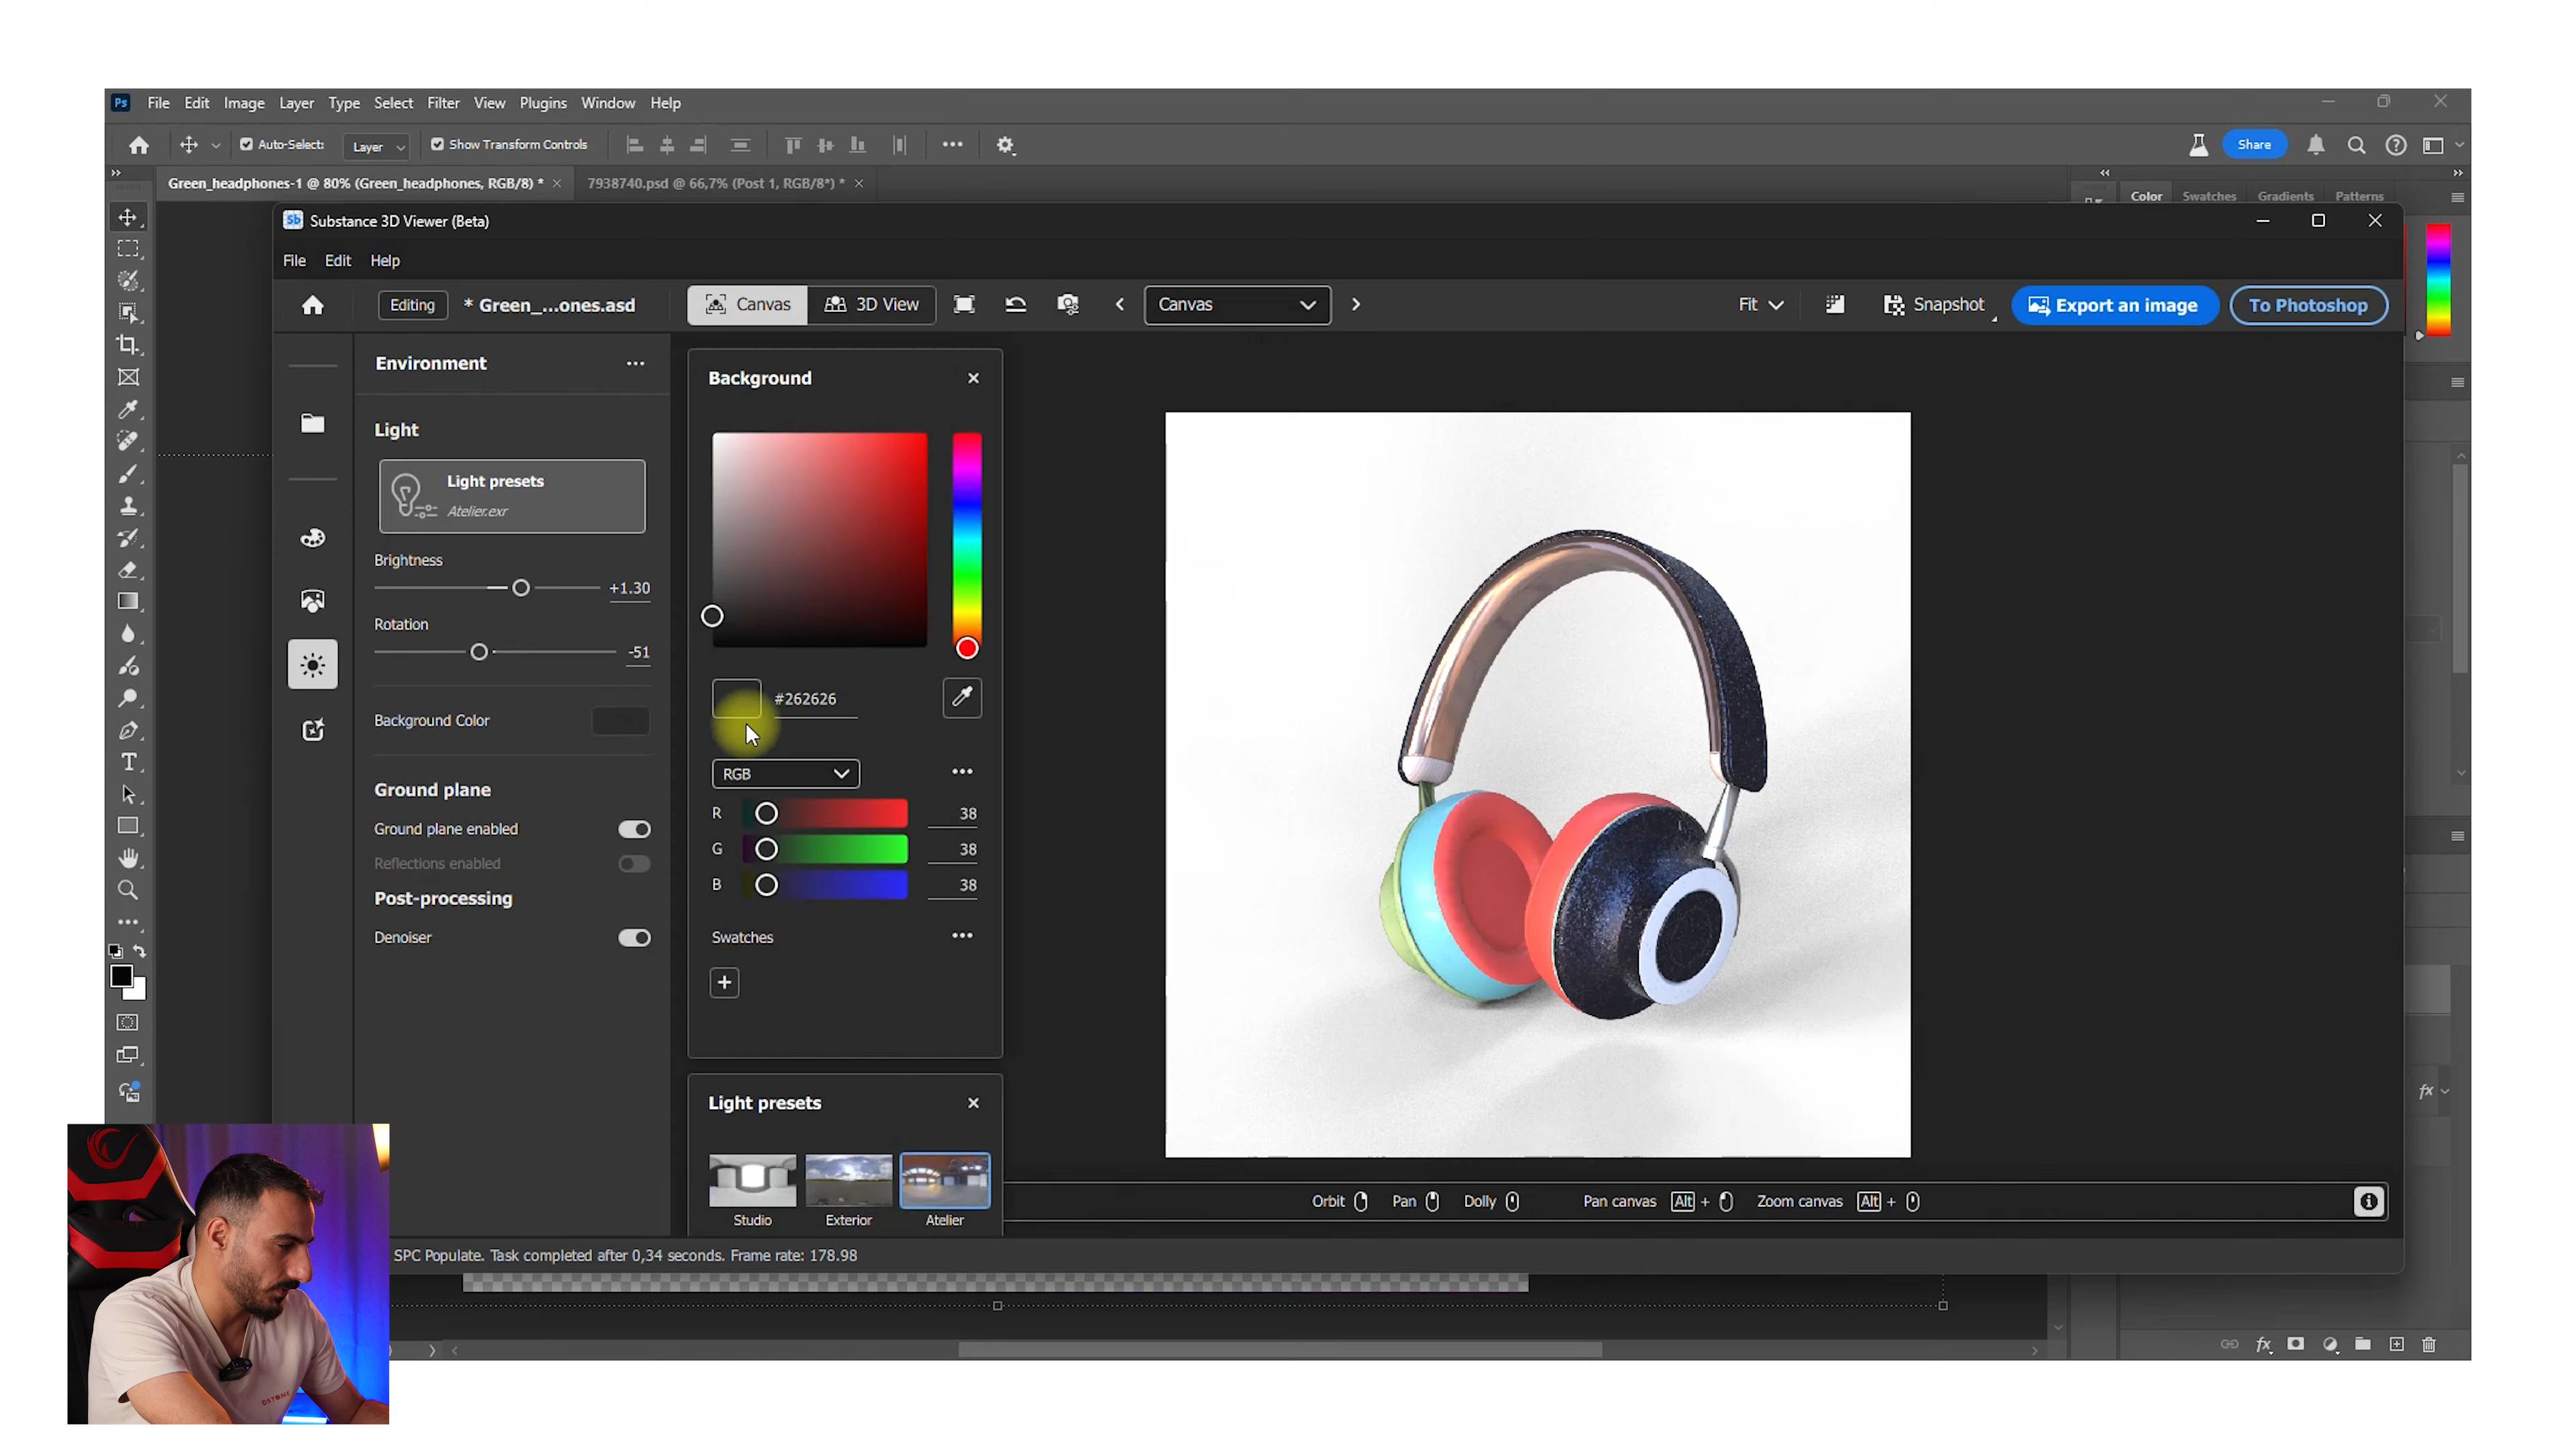 Ps File Edit Image Layer Type Select Filter View Plugins Window Help
Auto-Select: Layer Show Transform Controls ••• Share
Green_headphones-1 @ 80% (Green_headphones, RGB/8) * × 7938740.psd @ 66,7% (Post 1, RGB/8*) * ×
Color Swatches Gradients Patterns
Sb Substance 3D Viewer (Beta)
File Edit Help
Editing * Green_...ones.asd Canvas 3D View Canvas Fit Snapshot Export an image To Photoshop
Environment •••
Light
Light presets
Atelier.exr
Brightness +1.30
Rotation -51
Background Color
Ground plane
Ground plane enabled
Reflections enabled
Post-processing
Denoiser
Background
#262626
RGB •••
R 38
G 38
B 38
Swatches •••
+
Light presets
Studio Exterior Atelier
Orbit Pan Dolly Pan canvas Alt + Zoom canvas Alt +
SPC Populate. Task completed after 0,34 seconds. Frame rate: 178.98
fx
fx